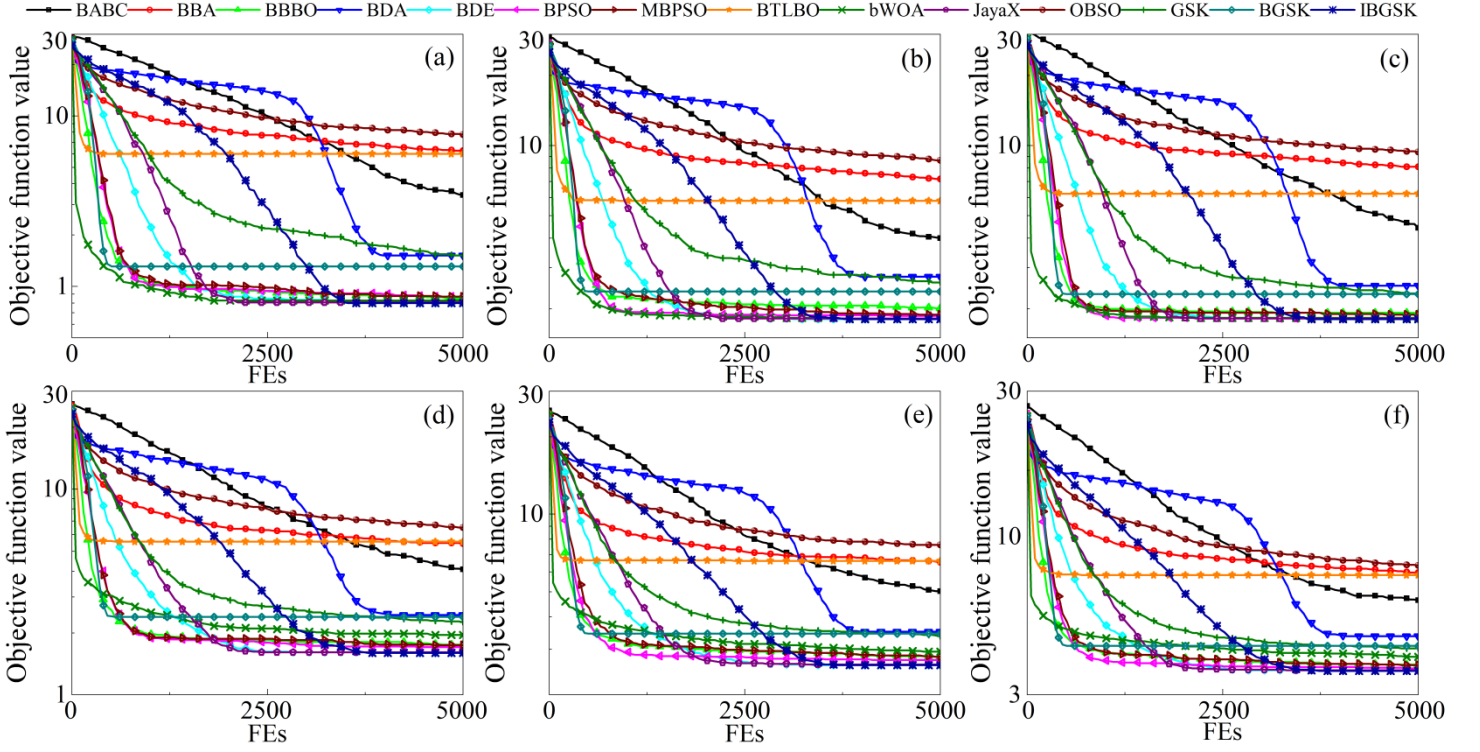 BABC BBA BBBO BDA BDE BPSO MBPSO BTLBO bWOA JayaX OBSO GSK BGSK IBGSK
Objective function value
30
10
1
0 2500 5000
FEs
(a)
Objective function value
30
10
0 2500 5000
FEs
(b)
Objective function value
30
10
0 2500 5000
FEs
(c)
Objective function value
30
10
1
0 2500 5000
FEs
(d)
Objective function value
30
10
0 2500 5000
FEs
(e)
Objective function value
30
10
3
0 2500 5000
FEs
(f)